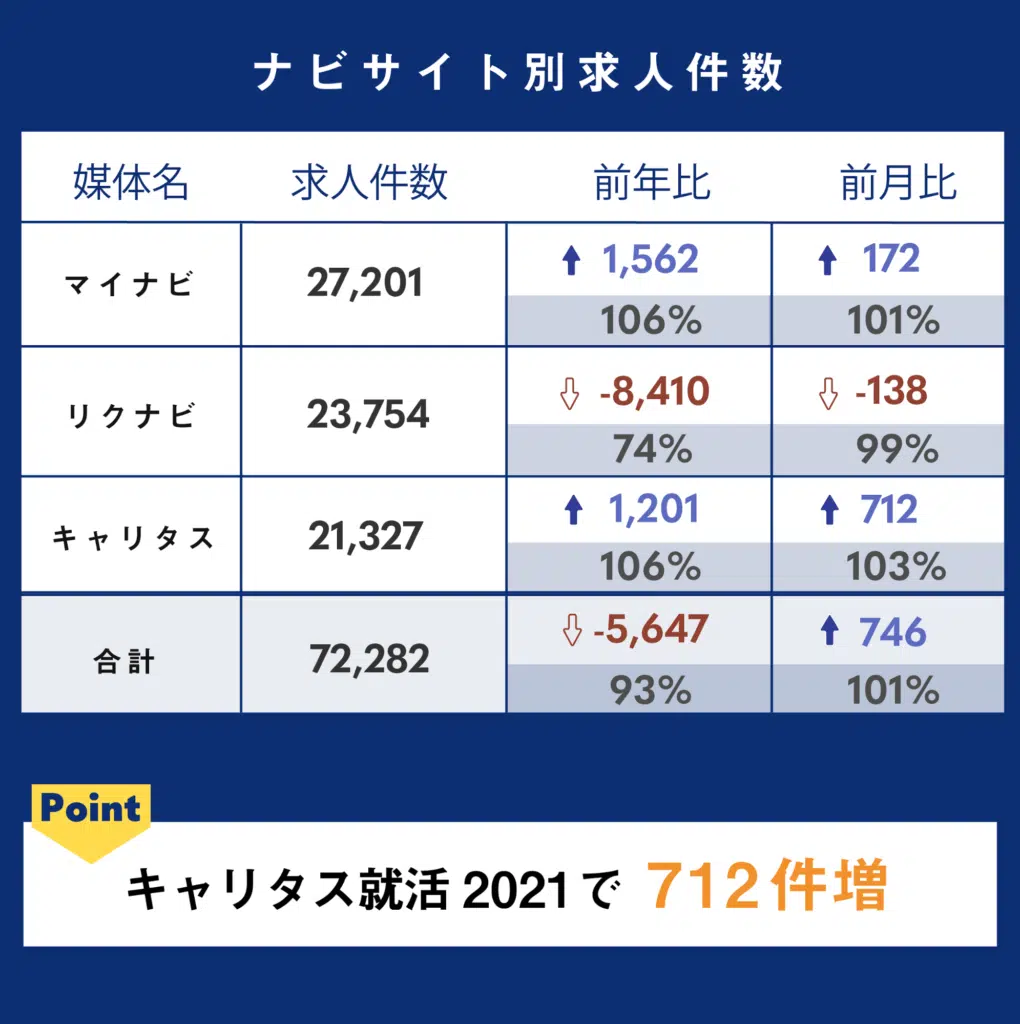 ナビサイト別求人件数
媒体名 求人件数 前年比 前月比
マイナビ 27,201 ⬆ 1,562 ⬆ 172
106% 101%
リクナビ 23,754 ⇩ -8,410 ⇩ -138
74% 99%
キャリタス 21,327 ⬆ 1,201 ⬆ 712
106% 103%
合計 72,282 ⇩ -5,647 ⬆ 746
93% 101%
Point
キャリタス就活2021で 712件増